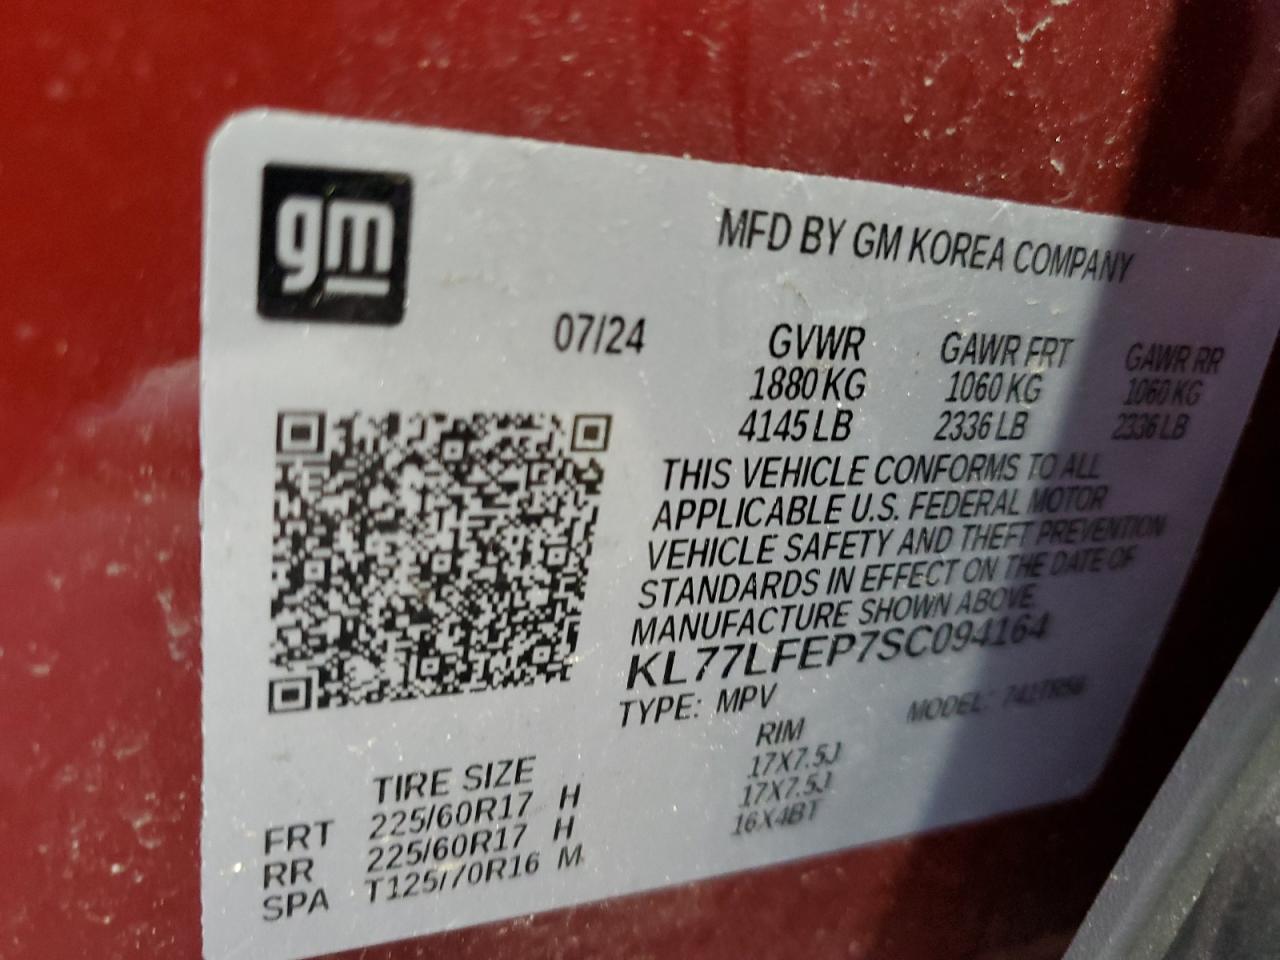 gm
MFD BY GM KOREA COMPANY
07/24 GVWR GAWR FRT GAWR RR
1880 KG 1060 KG 1060 KG
4145 LB 2336 LB 2336 LB
THIS VEHICLE CONFORMS TO ALL
APPLICABLE U.S. FEDERAL MOTOR
VEHICLE SAFETY AND THEFT PREVENTION
STANDARDS IN EFFECT ON THE DATE OF
MANUFACTURE SHOWN ABOVE.
KL77LFEP7SC094164
TYPE: MPV MODEL:
TIRE SIZE RIM
FRT 225/60R17 H 17X7.5J
RR 225/60R17 H 17X7.5J
SPA T125/70R16 M 16X4BT